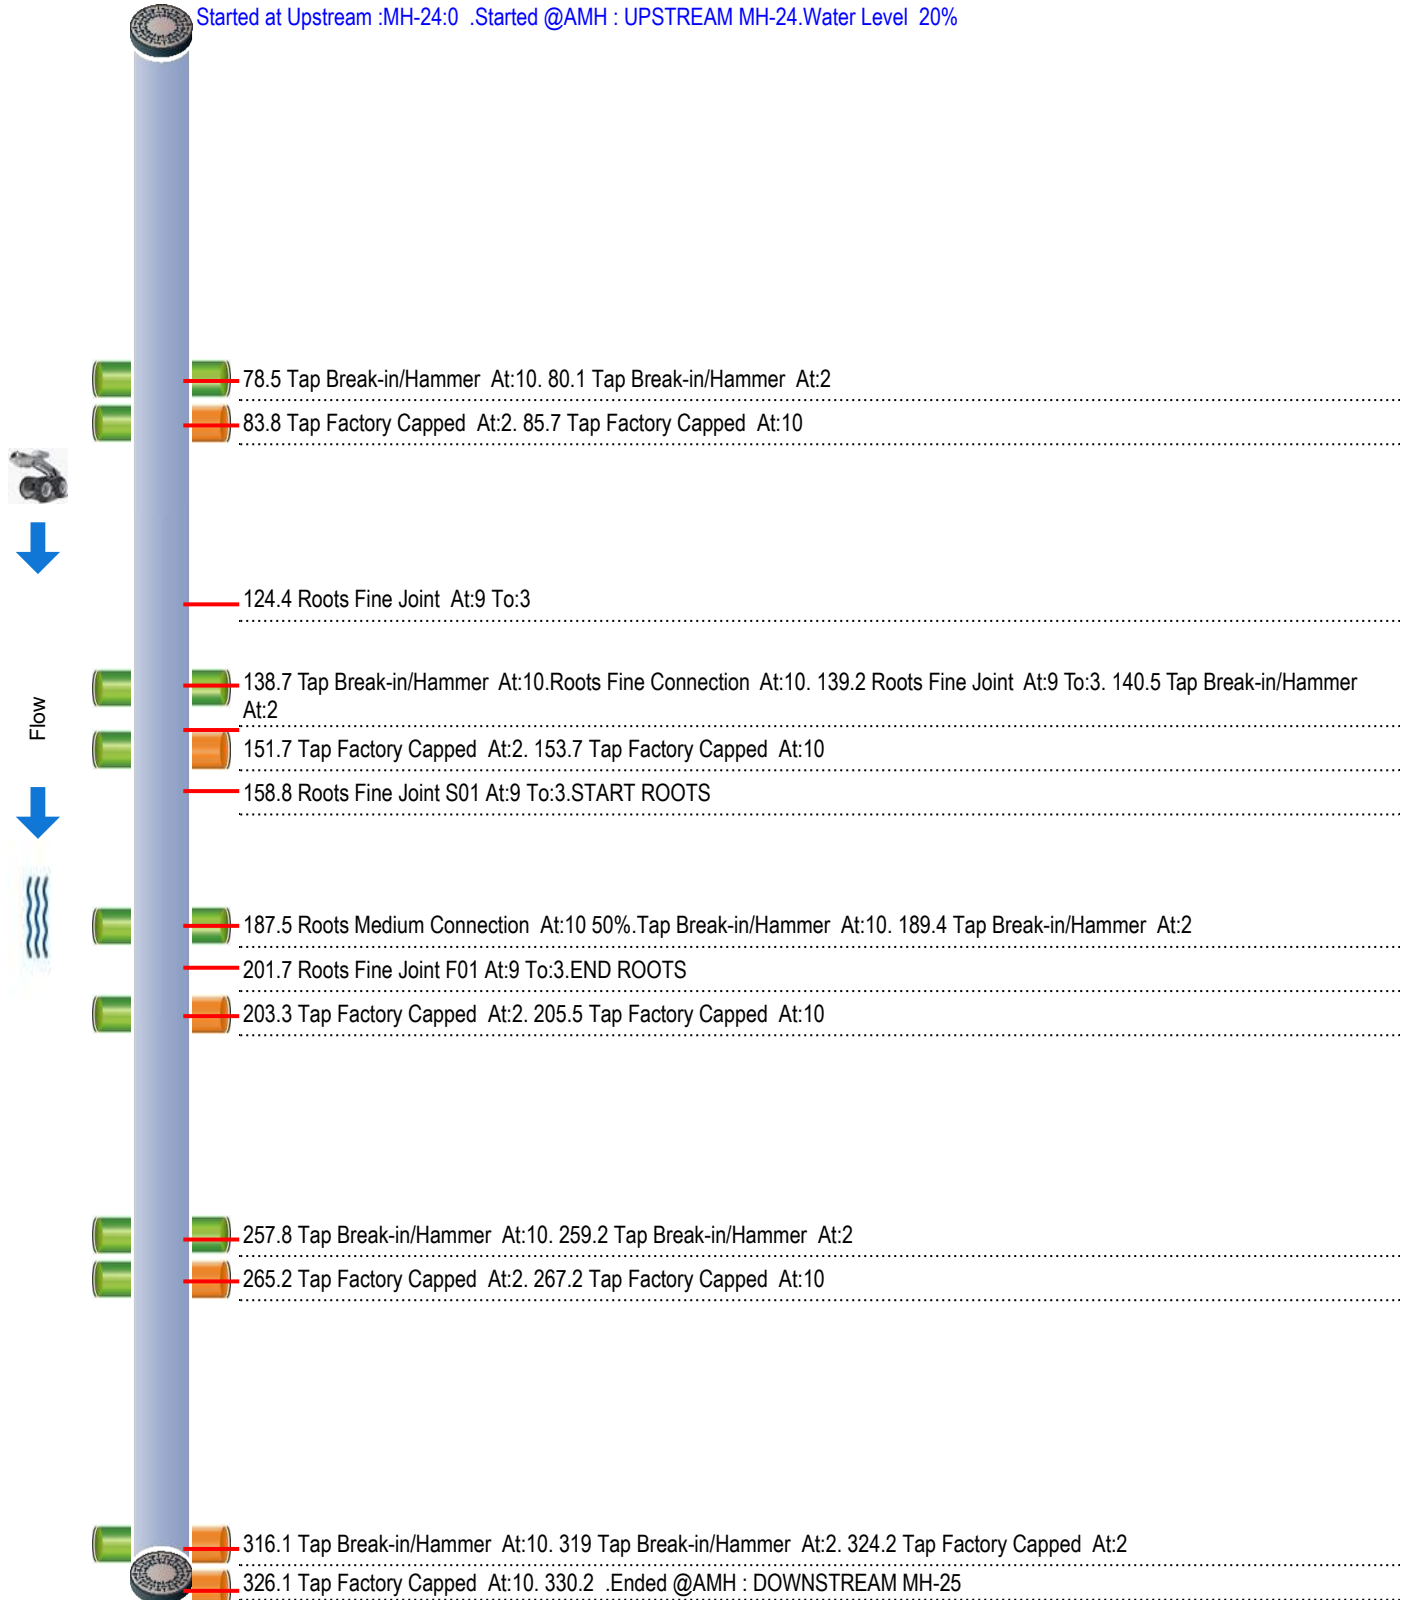 Started at Upstream :MH-24:0 .Started @AMH : UPSTREAM MH-24.Water Level 20%
78.5 Tap Break-in/Hammer At:10. 80.1 Tap Break-in/Hammer At:2
83.8 Tap Factory Capped At:2. 85.7 Tap Factory Capped At:10
124.4 Roots Fine Joint At:9 To:3
138.7 Tap Break-in/Hammer At:10.Roots Fine Connection At:10. 139.2 Roots Fine Joint At:9 To:3. 140.5 Tap Break-in/Hammer
At:2
Flow
151.7 Tap Factory Capped At:2. 153.7 Tap Factory Capped At:10
158.8 Roots Fine Joint S01 At:9 To:3.START ROOTS
187.5 Roots Medium Connection At:10 50%.Tap Break-in/Hammer At:10. 189.4 Tap Break-in/Hammer At:2
201.7 Roots Fine Joint F01 At:9 To:3.END ROOTS
203.3 Tap Factory Capped At:2. 205.5 Tap Factory Capped At:10
257.8 Tap Break-in/Hammer At:10. 259.2 Tap Break-in/Hammer At:2
265.2 Tap Factory Capped At:2. 267.2 Tap Factory Capped At:10
316.1 Tap Break-in/Hammer At:10. 319 Tap Break-in/Hammer At:2. 324.2 Tap Factory Capped At:2
326.1 Tap Factory Capped At:10. 330.2 .Ended @AMH : DOWNSTREAM MH-25